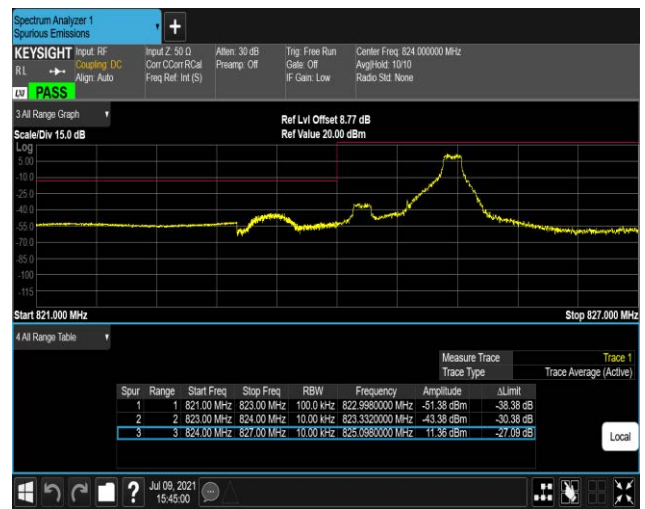 Spectrum Analyzer 1
Spurious Emissions
+
KEYSIGHT Input: RF Input Z: 50 Ω Atten: 30 dB Trig: Free Run Center Freq: 824.000000 MHz
RL Coupling: DC Corr CCorr RCal Preamp: Off Gate: Off Avg|Hold: 10/10
Align: Auto Freq Ref: Int (S) IF Gain: Low Radio Std: None
LXI PASS
3 All Range Graph
Ref Lvl Offset 8.77 dB
Scale/Div 15.0 dB Ref Value 20.00 dBm
Log
5.00
-10.0
-25.0
-40.0
-55.0
-70.0
-85.0
-100
-115
Start 821.000 MHz Stop 827.000 MHz
4 All Range Table
Measure Trace Trace 1
Trace Type Trace Average (Active)
Spur Range Start Freq Stop Freq RBW Frequency Amplitude ΔLimit
1 1 821.00 MHz 823.00 MHz 100.0 kHz 822.9980000 MHz -51.38 dBm -38.38 dB
2 2 823.00 MHz 824.00 MHz 10.00 kHz 823.3320000 MHz -43.38 dBm -30.38 dB
3 3 824.00 MHz 827.00 MHz 10.00 kHz 825.0980000 MHz 11.36 dBm -27.09 dB
Local
? Jul 09, 2021
15:45:00